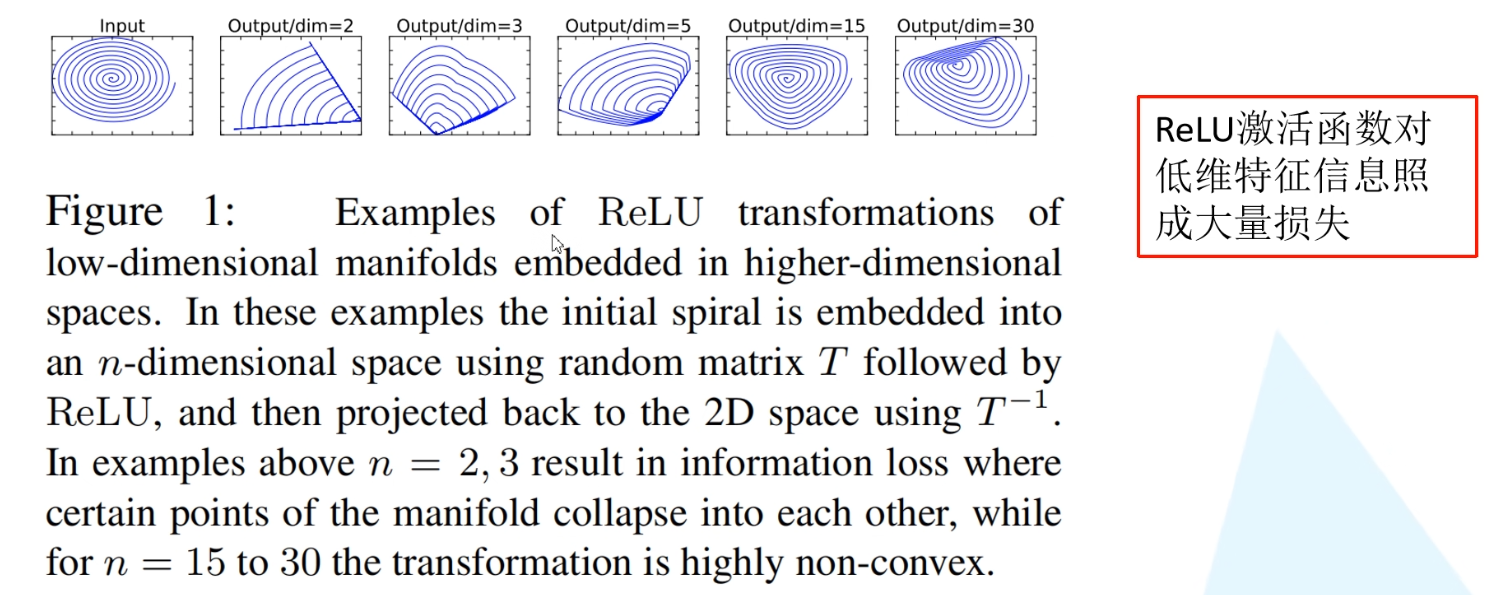 Input Output/dim=2 Output/dim=3 Output/dim=5 Output/dim=15 Output/dim=30
ReLU激活函数对
低维特征信息照
成大量损失
Figure 1: Examples of ReLU transformations of
low-dimensional manifolds embedded in higher-dimensional
spaces. In these examples the initial spiral is embedded into
an n-dimensional space using random matrix T followed by
ReLU, and then projected back to the 2D space using T⁻¹.
In examples above n = 2, 3 result in information loss where
certain points of the manifold collapse into each other, while
for n = 15 to 30 the transformation is highly non-convex.